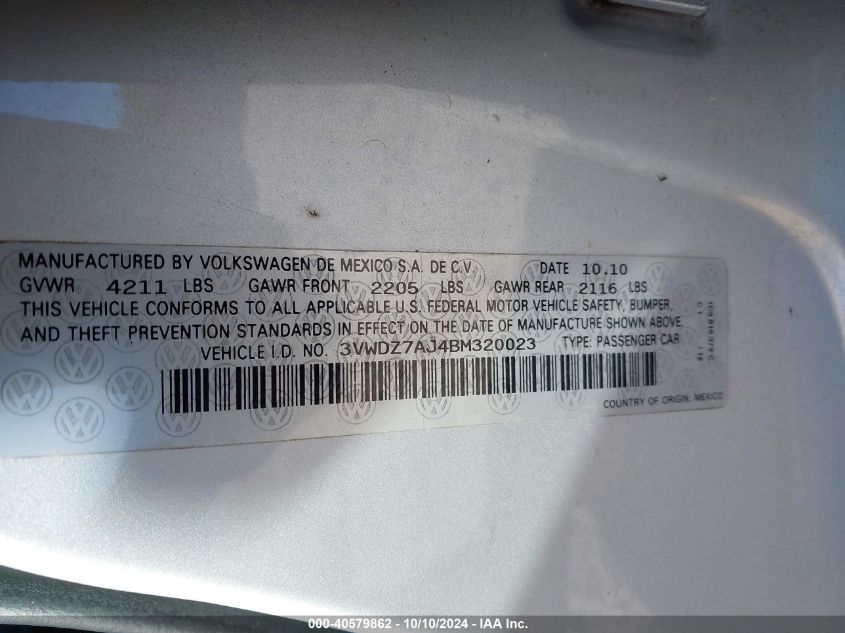 MANUFACTURED BY VOLKSWAGEN DE MEXICO S.A. DE C.V. DATE 10.10
GVWR 4211 LBS GAWR FRONT 2205 LBS GAWR REAR 2116 LBS
THIS VEHICLE CONFORMS TO ALL APPLICABLE U.S. FEDERAL MOTOR VEHICLE SAFETY, BUMPER,
AND THEFT PREVENTION STANDARDS IN EFFECT ON THE DATE OF MANUFACTURE SHOWN ABOVE.
VEHICLE I.D. NO. 3VWDZ7AJ4BM320023 TYPE: PASSENGER CAR
COUNTRY OF ORIGIN: MEXICO
000-40579862 - 10/10/2024 - IAA Inc.